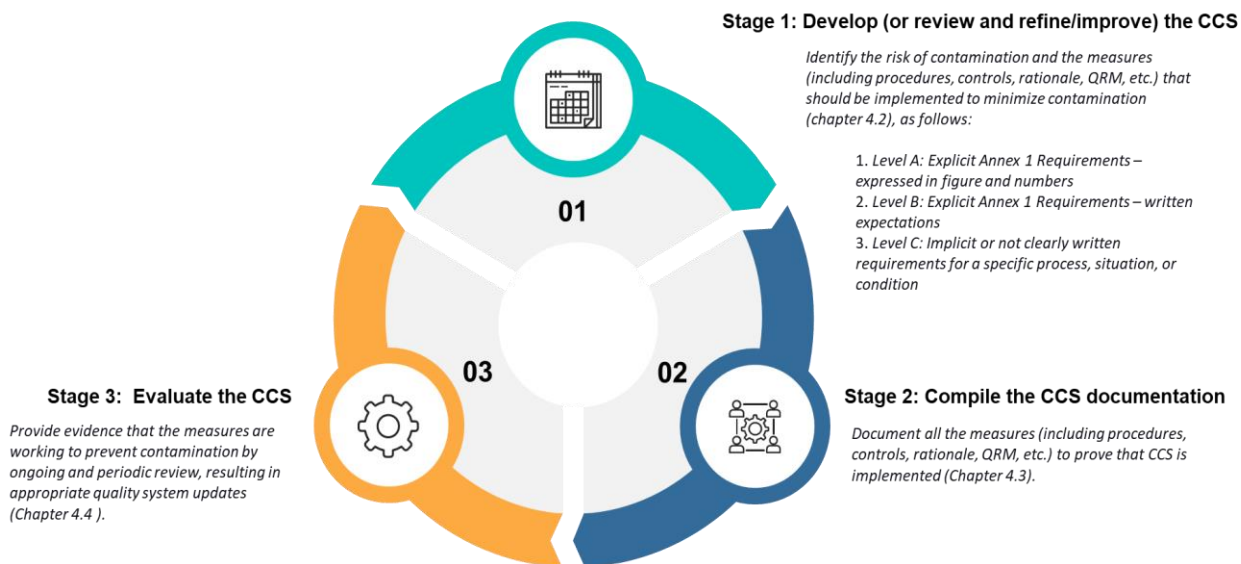 Stage 1: Develop (or review and refine/improve) the CCS
Identify the risk of contamination and the measures
(including procedures, controls, rationale, QRM, etc.) that
should be implemented to minimize contamination
(chapter 4.2), as follows:
1. Level A: Explicit Annex 1 Requirements –
expressed in figure and numbers
2. Level B: Explicit Annex 1 Requirements – written
expectations
3. Level C: Implicit or not clearly written
requirements for a specific process, situation, or
condition
01
02
03
Stage 2: Compile the CCS documentation
Document all the measures (including procedures,
controls, rationale, QRM, etc.) to prove that CCS is
implemented (Chapter 4.3).
Stage 3:  Evaluate the CCS
Provide evidence that the measures are
working to prevent contamination by
ongoing and periodic review, resulting in
appropriate quality system updates
(Chapter 4.4 ).